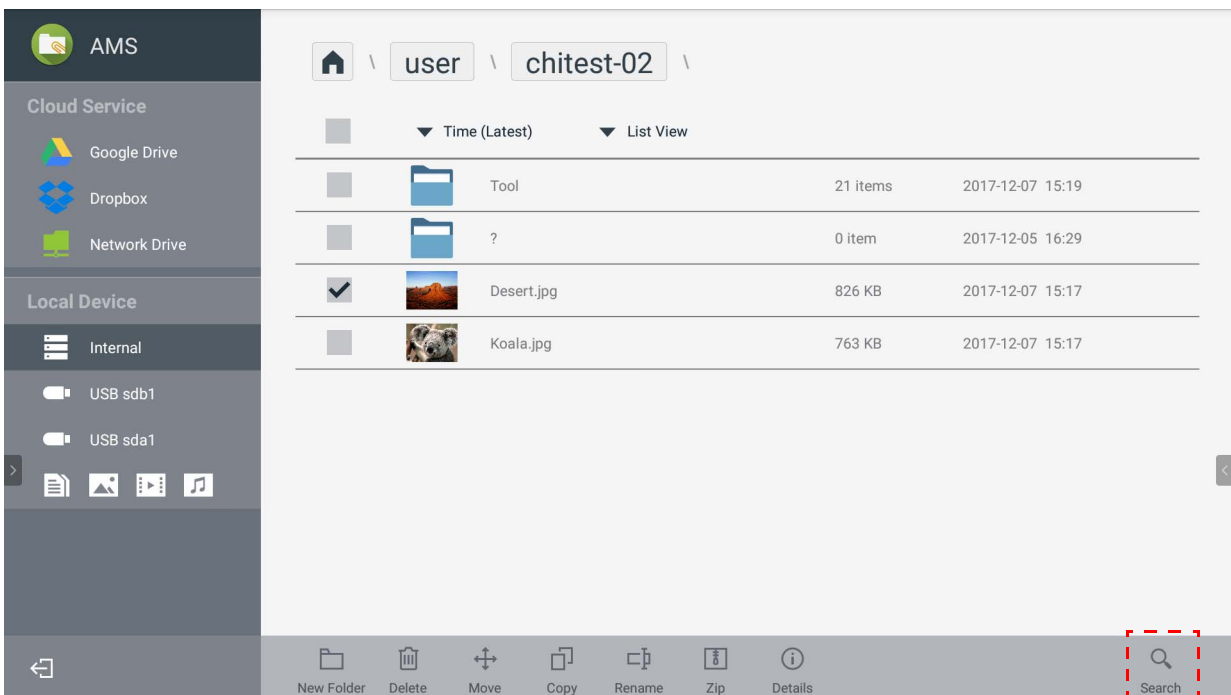 AMS
Cloud Service
Google Drive
Dropbox
Network Drive
Local Device
Internal
USB sdb1
USB sda1
\ user \ chitest-02 \
Time (Latest) List View
Tool 21 items 2017-12-07 15:19
? 0 item 2017-12-05 16:29
Desert.jpg 826 KB 2017-12-07 15:17
Koala.jpg 763 KB 2017-12-07 15:17
New Folder Delete Move Copy Rename Zip Details Search